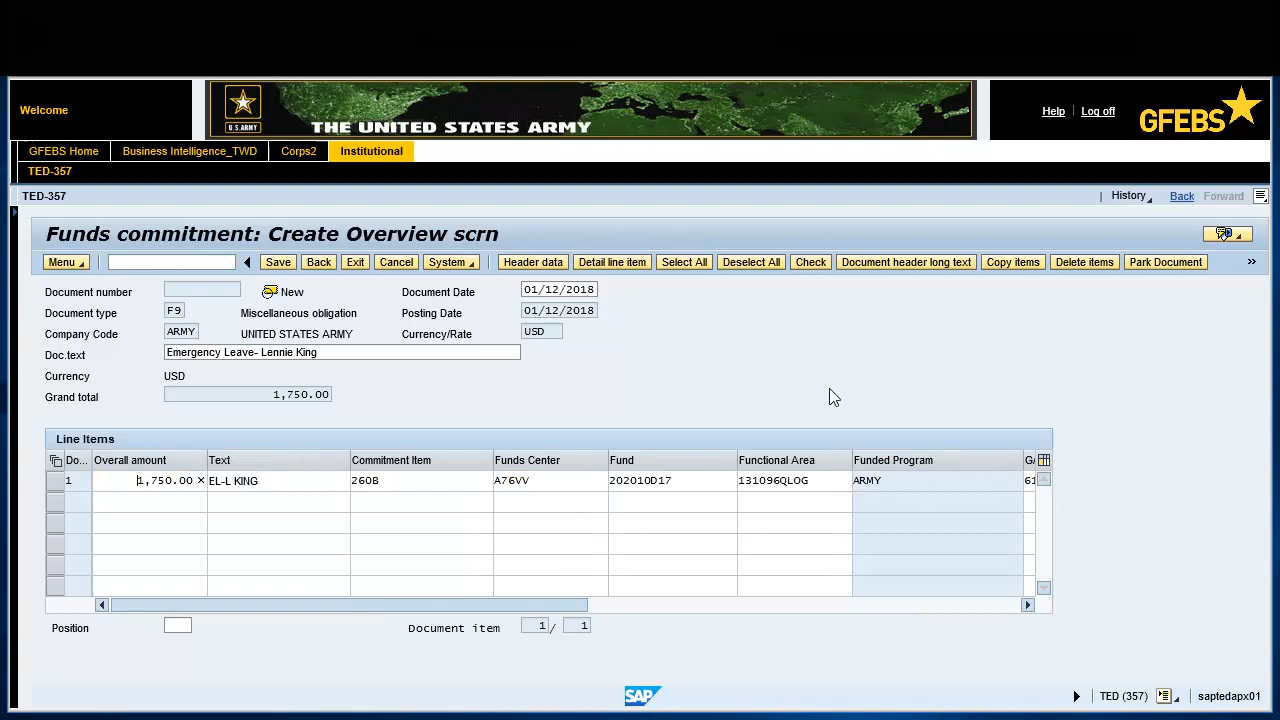 Welcome
U.S.ARMY
THE UNITED STATES ARMY
Help Log off
GFEBS
GFEBS Home Business Intelligence_TWD Corps2 Institutional
TED-357
TED-357 History Back Forward
Funds commitment: Create Overview scrn
Menu Save Back Exit Cancel System Header data Detail line item Select All Deselect All Check Document header long text Copy items Delete items Park Document »
Document number New Document Date 01/12/2018
Document type F9 Miscellaneous obligation Posting Date 01/12/2018
Company Code ARMY UNITED STATES ARMY Currency/Rate USD
Doc.text Emergency Leave- Lennie King
Currency USD
Grand total 1,750.00
Line Items
Do... Overall amount Text Commitment Item Funds Center Fund Functional Area Funded Program
1 1,750.00 EL-L KING 260B A76VV 202010D17 131096QLOG ARMY 61
Position Document item 1 / 1
SAP TED (357) saptedapx01